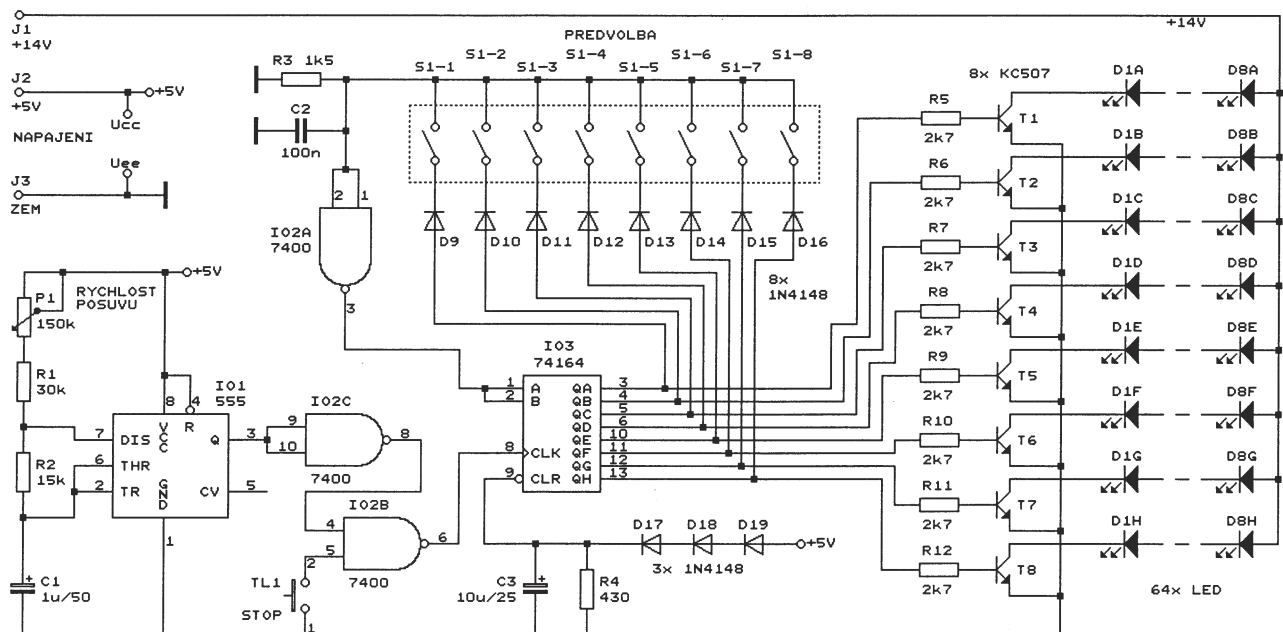 J1
+14V
+14V
J2
+5V
+5V
Ucc
NAPAJENI
Uee
J3
ZEM
R3 1k5
C2
100n
PREDVOLBA
S1-1
S1-2
S1-3
S1-4
S1-5
S1-6
S1-7
S1-8
2
1
IO2A
7400
3
D9
D10
D11
D12
D13
D14
D15
D16
8x
1N4148
8x KC507
R5
2k7
T1
R6
2k7
T2
R7
2k7
T3
R8
2k7
T4
R9
2k7
T5
R10
2k7
T6
R11
2k7
T7
R12
2k7
T8
D1A
D8A
D1B
D8B
D1C
D8C
D1D
D8D
D1E
D8E
D1F
D8F
D1G
D8G
D1H
D8H
64x LED
+5V
RYCHLOST
POSUVU
P1
150k
R1
30k
R2
15k
C1
1u/50
IO1
555
8
4
VCC
R
7
DIS
Q
3
6
THR
2
TR
GND
CV
5
1
IO2C
9
10
8
7400
IO2B
4
5
6
7400
2
TL1
STOP
1
IO3
74164
1
A
2
B
8
CLK
9
CLR
QA
3
QB
4
QC
5
QD
6
QE
10
QF
11
QG
12
QH
13
D17
D18
D19
+5V
3x 1N4148
C3
10u/25
R4
430